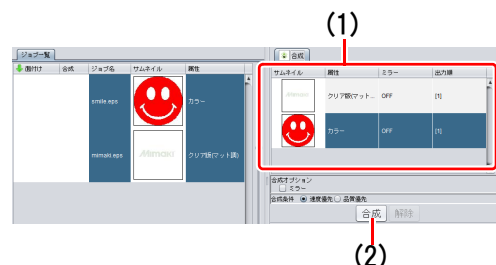 (1)
ジョブ一覧
面付け 合成 ジョブ名 サムネイル 属性
smile.eps カラー
mimaki.eps Mimaki クリア版(マット調)
合成
サムネイル 属性 ミラー 出力順
Mimaki クリア版(マット... OFF [1]
カラー OFF [1]
合成オプション
ミラー
合成条件 速度優先 品質優先
合成 解除
(2)